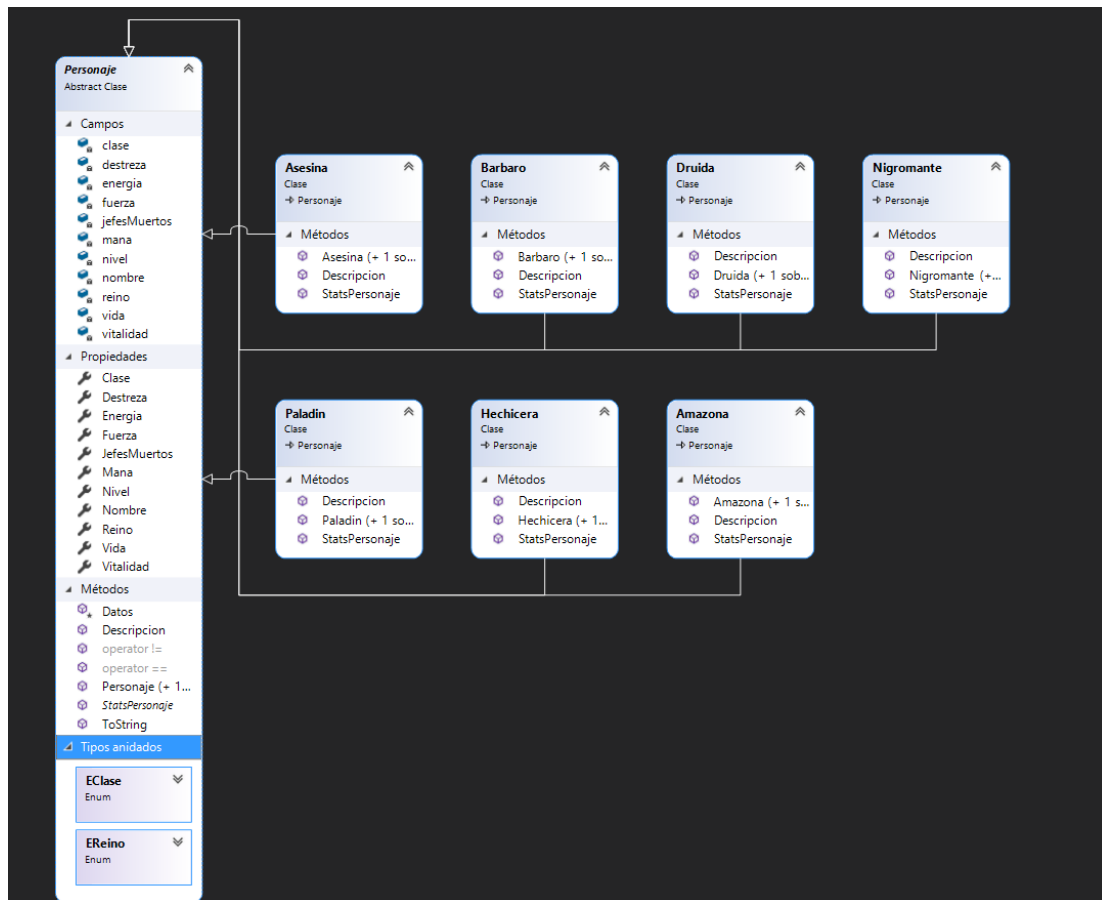 Personaje
Abstract Clase
Campos
clase
destreza
energia
fuerza
jefesMuertos
mana
nivel
nombre
reino
vida
vitalidad
Propiedades
Clase
Destreza
Energia
Fuerza
JefesMuertos
Mana
Nivel
Nombre
Reino
Vida
Vitalidad
Métodos
Datos
Descripcion
operator !=
operator ==
Personaje (+ 1...
StatsPersonaje
ToString
Tipos anidados
EClase
Enum
EReino
Enum
Asesina
Clase
Personaje
Métodos
Asesina (+ 1 so...
Descripcion
StatsPersonaje
Barbaro
Clase
Personaje
Métodos
Barbaro (+ 1 so...
Descripcion
StatsPersonaje
Druida
Clase
Personaje
Métodos
Descripcion
Druida (+ 1 sob...
StatsPersonaje
Nigromante
Clase
Personaje
Métodos
Descripcion
Nigromante (+...
StatsPersonaje
Paladin
Clase
Personaje
Métodos
Descripcion
Paladin (+ 1 so...
StatsPersonaje
Hechicera
Clase
Personaje
Métodos
Descripcion
Hechicera (+ 1...
StatsPersonaje
Amazona
Clase
Personaje
Métodos
Amazona (+ 1 s...
Descripcion
StatsPersonaje